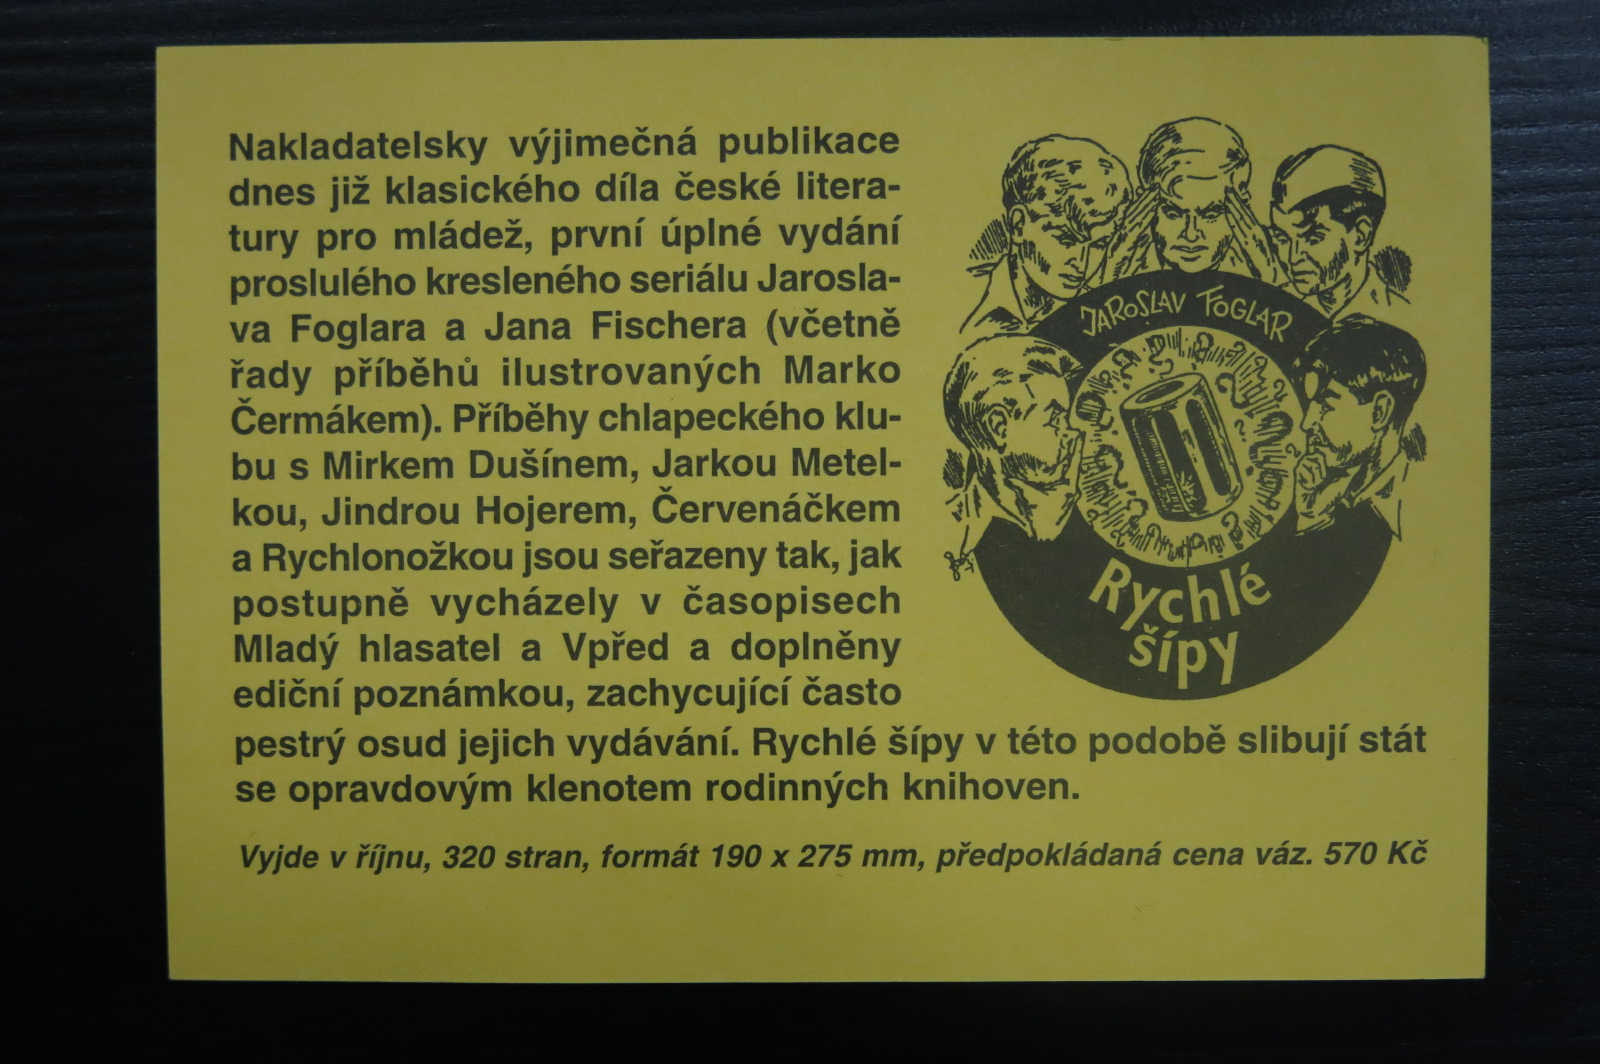 Nakladatelsky výjimečná publikace
dnes již klasického díla české litera-
tury pro mládež, první úplné vydání
proslulého kresleného seriálu Jarosla-
va Foglara a Jana Fischera (včetně
řady příběhů ilustrovaných Marko
Čermákem). Příběhy chlapeckého klu-
bu s Mirkem Dušínem, Jarkou Metel-
kou, Jindrou Hojerem, Červenáčkem
a Rychlonožkou jsou seřazeny tak, jak
postupně vycházely v časopisech
Mladý hlasatel a Vpřed a doplněny
ediční poznámkou, zachycující často
pestrý osud jejich vydávání. Rychlé šípy v této podobě slibují stát
se opravdovým klenotem rodinných knihoven.
Vyjde v říjnu, 320 stran, formát 190 x 275 mm, předpokládaná cena váz. 570 Kč
JAROSLAV FOGLAR
Rychlé
šípy